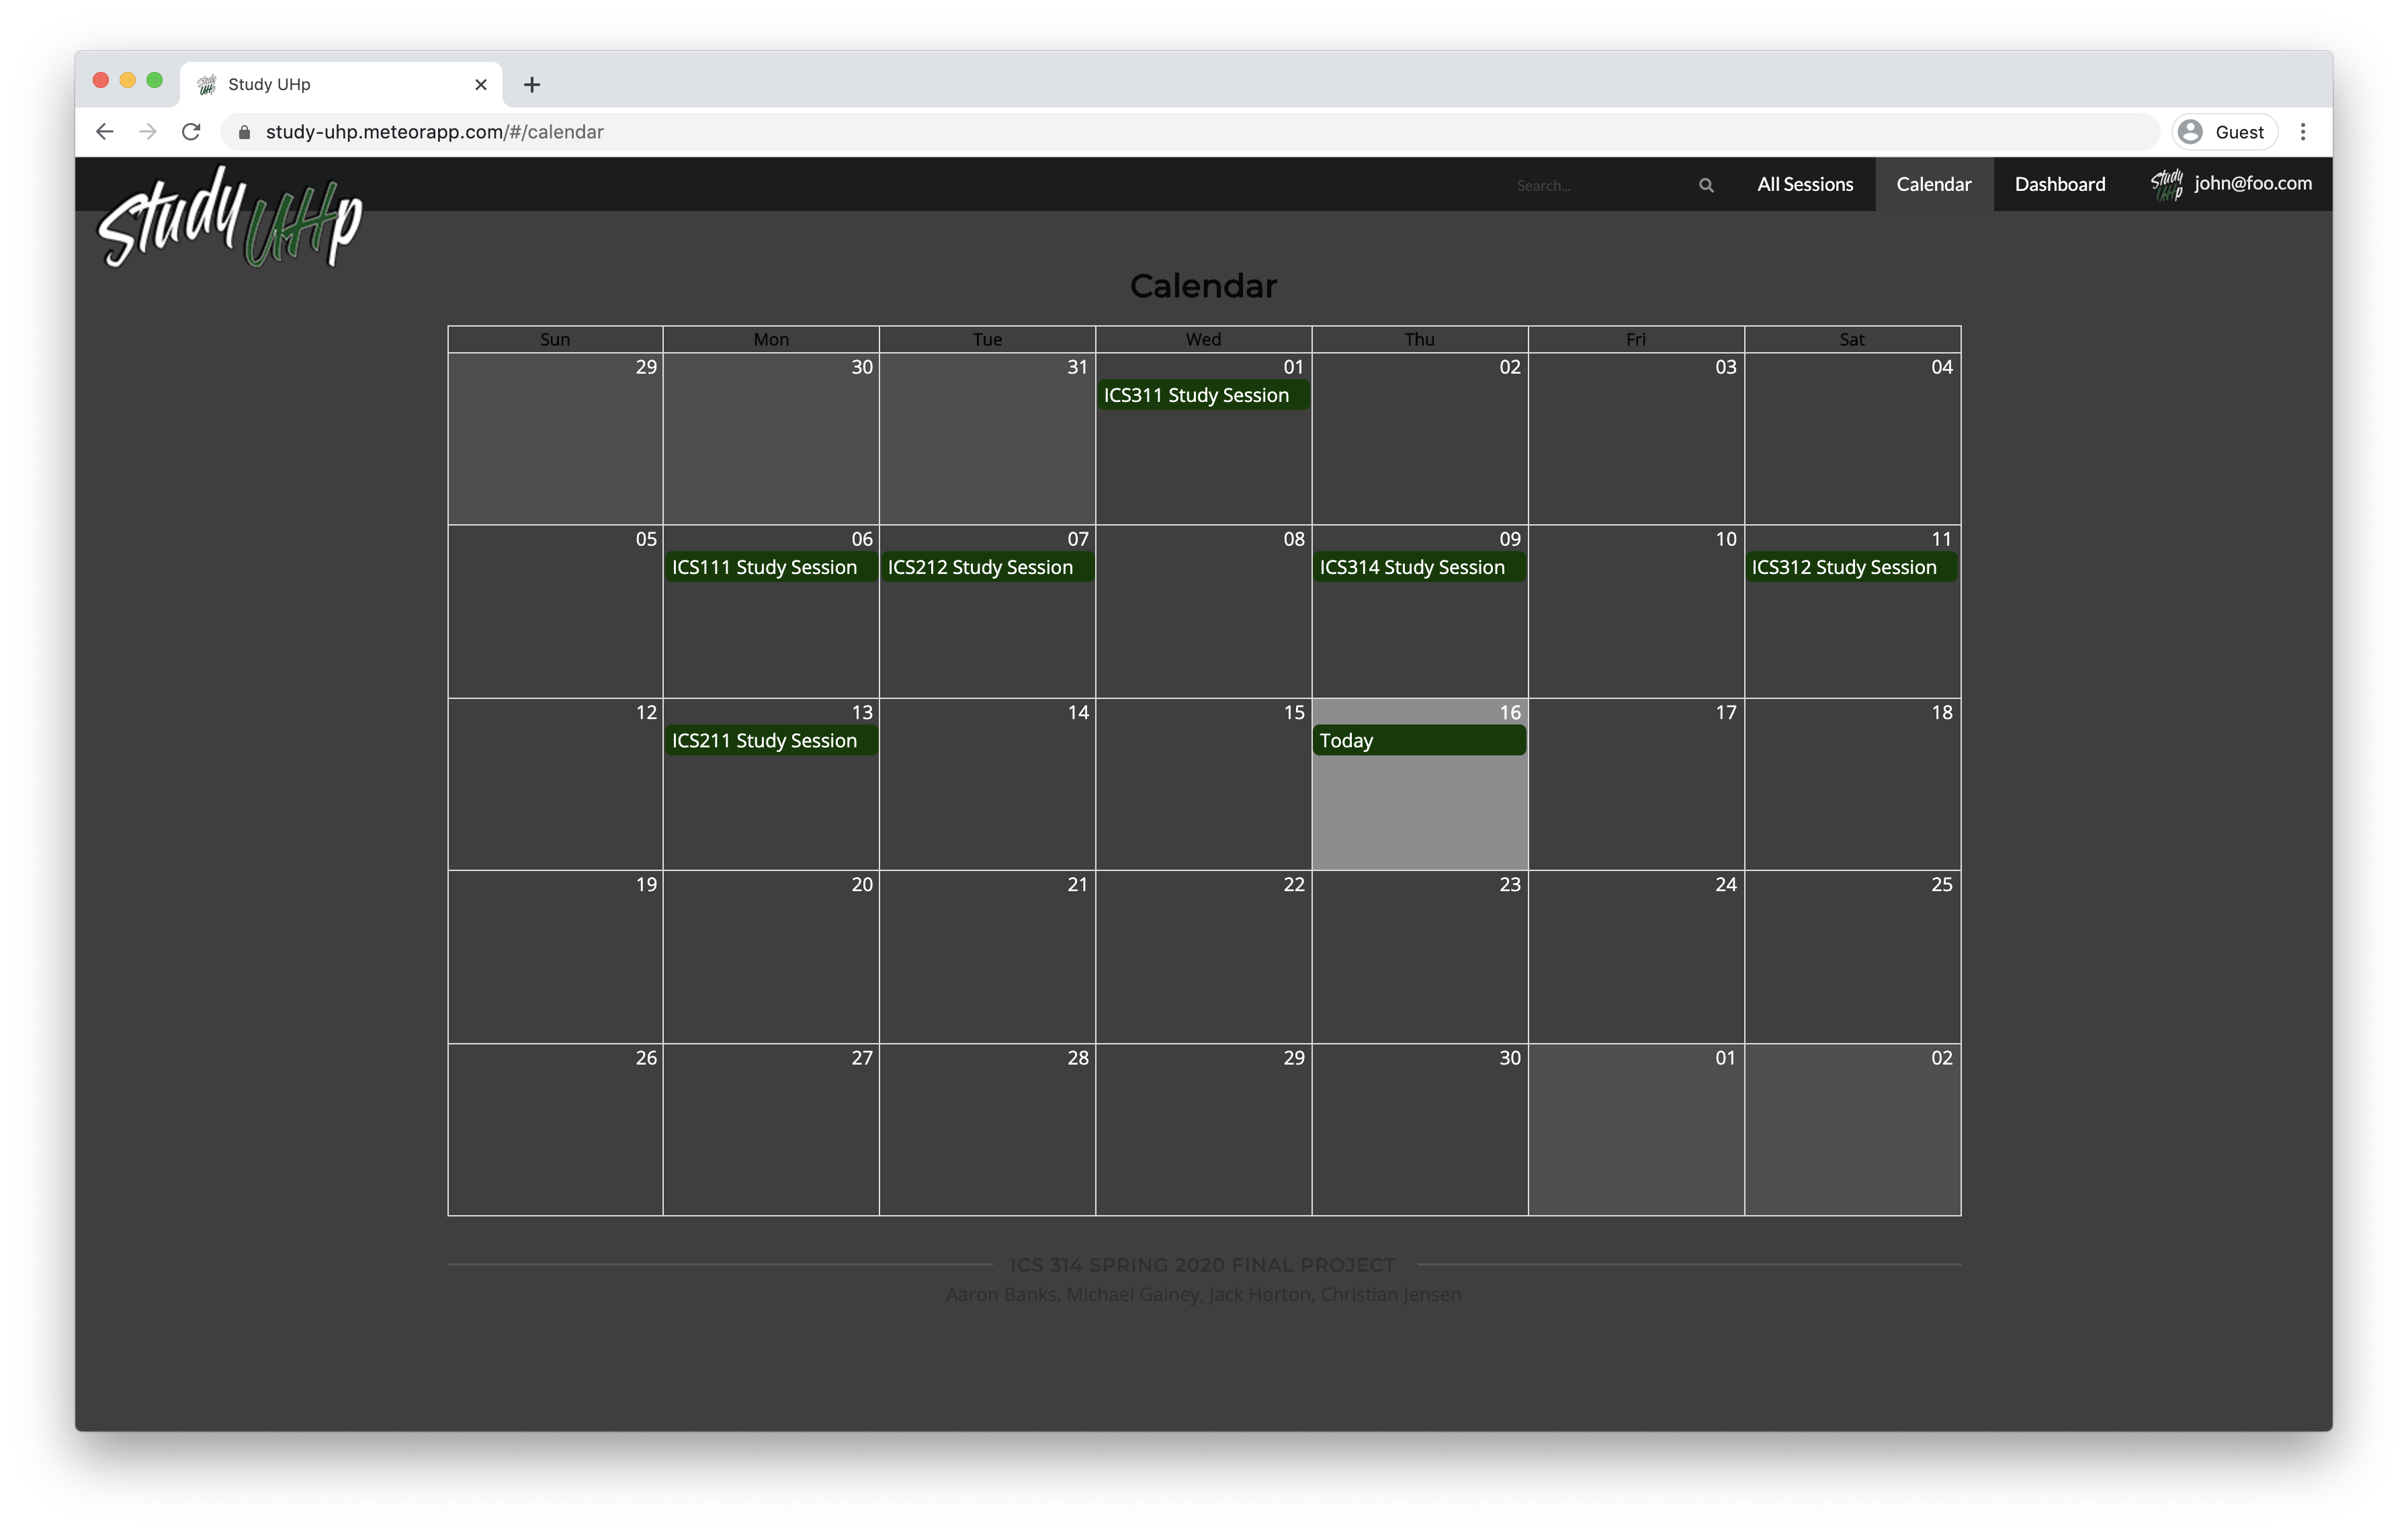 Study UHp
study-uhp.meteorapp.com/#/calendar
Guest
Study UHp
Search...
All Sessions
Calendar
Dashboard
Study UHp
john@foo.com
Calendar
Sun Mon Tue Wed Thu Fri Sat
29 30 31 01 02 03 04
ICS311 Study Session
05 06 07 08 09 10 11
ICS111 Study Session ICS212 Study Session ICS314 Study Session ICS312 Study Session
12 13 14 15 16 17 18
ICS211 Study Session Today
19 20 21 22 23 24 25
26 27 28 29 30 01 02
ICS 314 SPRING 2020 FINAL PROJECT
Aaron Banks, Michael Gainey, Jack Horton, Christian Jensen